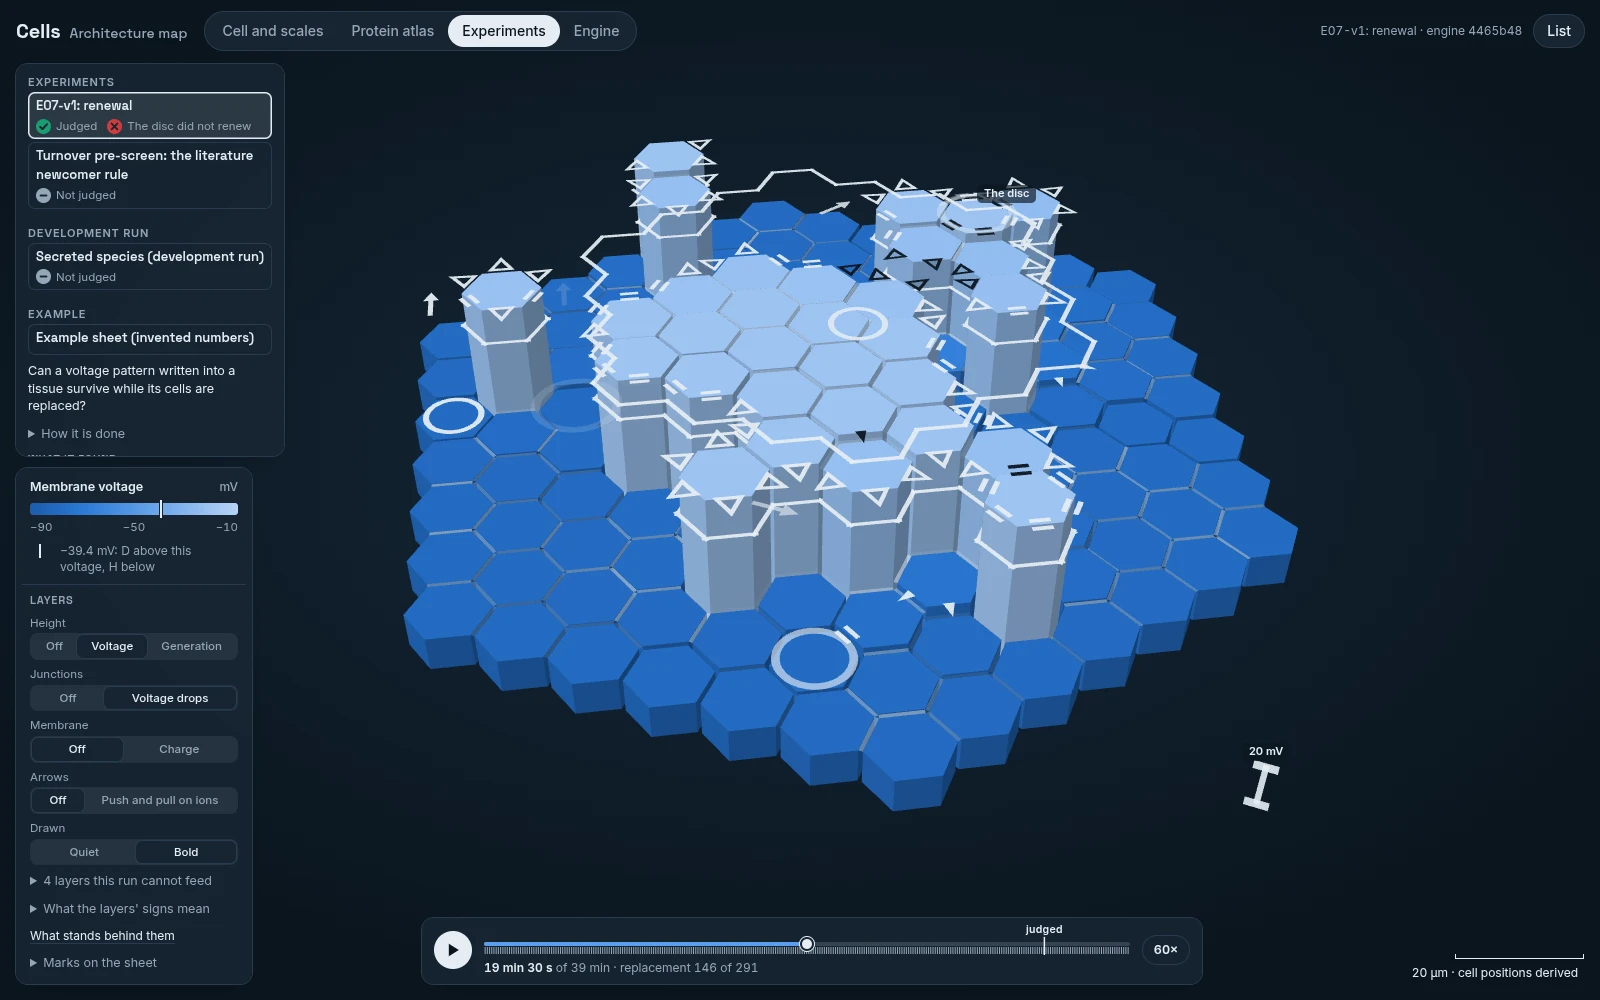 Cells Architecture map
Cell and scales
Protein atlas
Experiments
Engine
E07-v1: renewal · engine 4465b48
List
EXPERIMENTS
E07-v1: renewal
Judged The disc did not renew
Turnover pre-screen: the literature
newcomer rule
Not judged
DEVELOPMENT RUN
Secreted species (development run)
Not judged
EXAMPLE
Example sheet (invented numbers)
Can a voltage pattern written into a
tissue survive while its cells are
replaced?
How it is done
The disc
Membrane voltage mV
−90 −50 −10
−39.4 mV: D above this
voltage, H below
LAYERS
Height
Off Voltage Generation
Junctions
Off Voltage drops
Membrane
Off Charge
Arrows
Off Push and pull on ions
Drawn
Quiet Bold
4 layers this run cannot feed
What the layers' signs mean
What stands behind them
Marks on the sheet
20 mV
judged
60×
19 min 30 s of 39 min · replacement 146 of 291
20 µm · cell positions derived